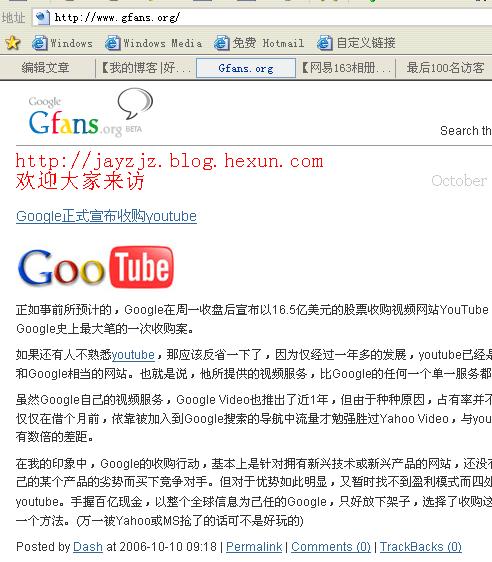 地址 http://www.gfans.org/
Windows Windows Media 免费 Hotmail 自定义链接
编辑文章 【我的博客|好... Gfans.org 【网易163相册... 最后100名访客
Google
Gfans.org BETA
Search th
http://jayzjz.blog.hexun.com
欢迎大家来访
October
Google正式宣布收购youtube
GooTube
正如事前所预计的，Google在周一收盘后宣布以16.5亿美元的股票收购视频网站YouTube
Google史上最大笔的一次收购案。
如果还有人不熟悉youtube，那应该反省一下了，因为仅经过一年多的发展，youtube已经是
和Google相当的网站。也就是说，他所提供的视频服务，比Google的任何一个单一服务都
虽然Google自己的视频服务，Google Video也推出了近1年，但由于种种原因，占有率并不
仅仅在借个月前，依靠被加入到Google搜索的导航中流量才勉强胜过Yahoo Video，与you
有数倍的差距。
在我的印象中，Google的收购行动，基本上是针对拥有新兴技术或新兴产品的网站，还没有
己的某个产品的劣势而买下竞争对手。但对于优势如此明显，又暂时找不到盈利模式而四处
youtube。手握百亿现金，以整个全球信息为己任的Google，只好放下架子，选择了收购这
一个方法。(万一被Yahoo或MS抢了的话可不是好玩的)
Posted by Dash at 2006-10-10 09:18 | Permalink | Comments (0) | TrackBacks (0)